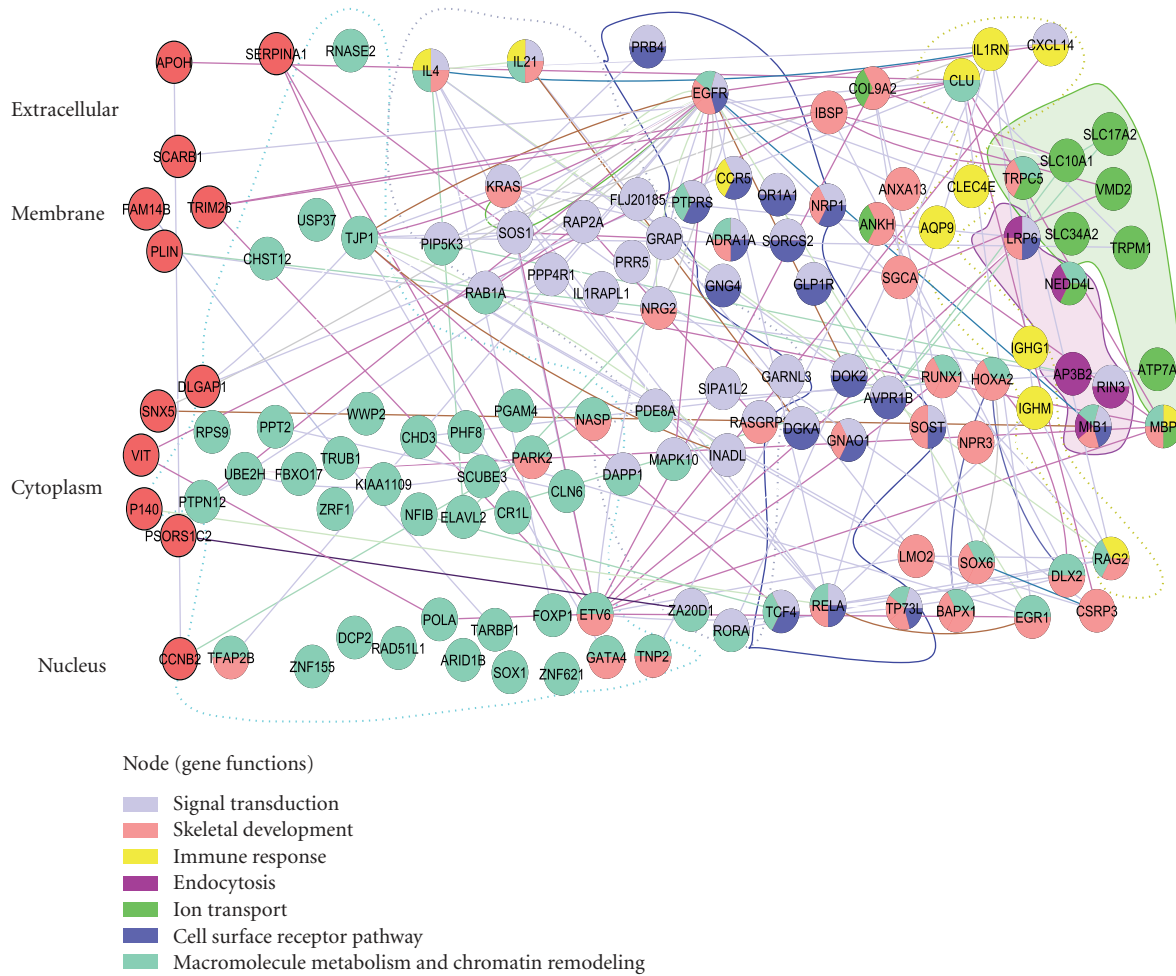 SERPINA1
RNASE2
APOH
IL4
IL21
PRB4
IL1RN
CXCL14
Extracellular
EGFR
COL9A2
CLU
IBSP
SLC17A2
SCARB1
SLC10A1
FAM14B
TRIM26
Membrane
KRAS
FLJ20185
CCR5
PTPRS
OR1A1
NRP1
ANXA13
CLEC4E
TRPC5
VMD2
USP37
TJP1
PLIN
CHST12
PIP5K3
SOS1
RAP2A
GRAP
ADRA1A
SORCS2
ANKH
AQP9
LRP6
SLC34A2
TRPM1
PPP4R1
PRR5
RAB1A
IL1RAPL1
NRG2
GNG4
GLP1R
SGCA
NEDD4L
IGHG1
DLGAP1
SIPA1L2
GARNL3
DOK2
RUNX1
HOXA2
AP3B2
RIN3
ATP7A
AVPR1B
SNX5
RPS9
PPT2
WWP2
CHD3
PHF8
PGAM4
NASP
PDE8A
RASGRP
DGKA
GNAO1
SOST
NPR3
IGHM
MIB1
MBP
VIT
UBE2H
FBXO17
TRUB1
KIAA1109
SCUBE3
PARK2
CLN6
DAPP1
MAPK10
INADL
Cytoplasm
P140
PTPN12
ZRF1
NFIB
ELAVL2
CR1L
PSORS1C2
LMO2
SOX6
DLX2
RAG2
POLA
TARBP1
FOXP1
ETV6
ZA20D1
RORA
TCF4
RELA
TP73L
BAPX1
EGR1
CSRP3
Nucleus
CCNB2
TFAP2B
ZNF155
DCP2
RAD51L1
ARID1B
SOX1
ZNF621
GATA4
TNP2
Node (gene functions)
Signal transduction
Skeletal development
Immune response
Endocytosis
Ion transport
Cell surface receptor pathway
Macromolecule metabolism and chromatin remodeling